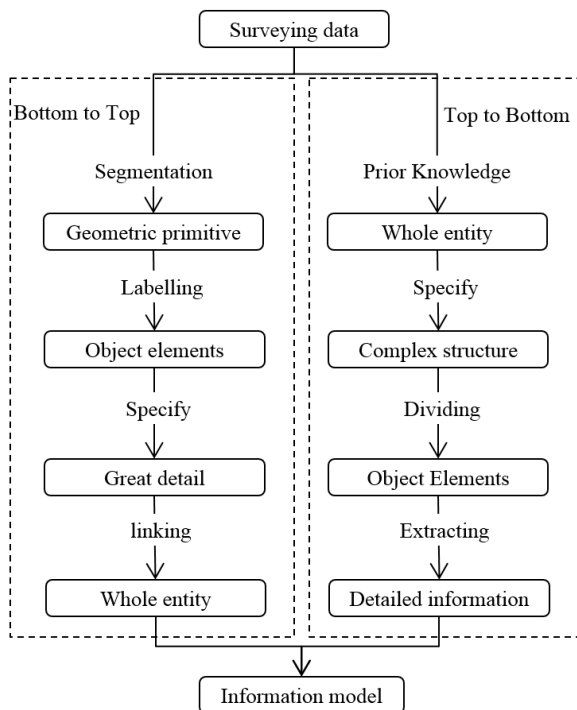 Surveying data
Bottom to Top
Segmentation
Geometric primitive
Labelling
Object elements
Specify
Great detail
linking
Whole entity
Top to Bottom
Prior Knowledge
Whole entity
Specify
Complex structure
Dividing
Object Elements
Extracting
Detailed information
Information model